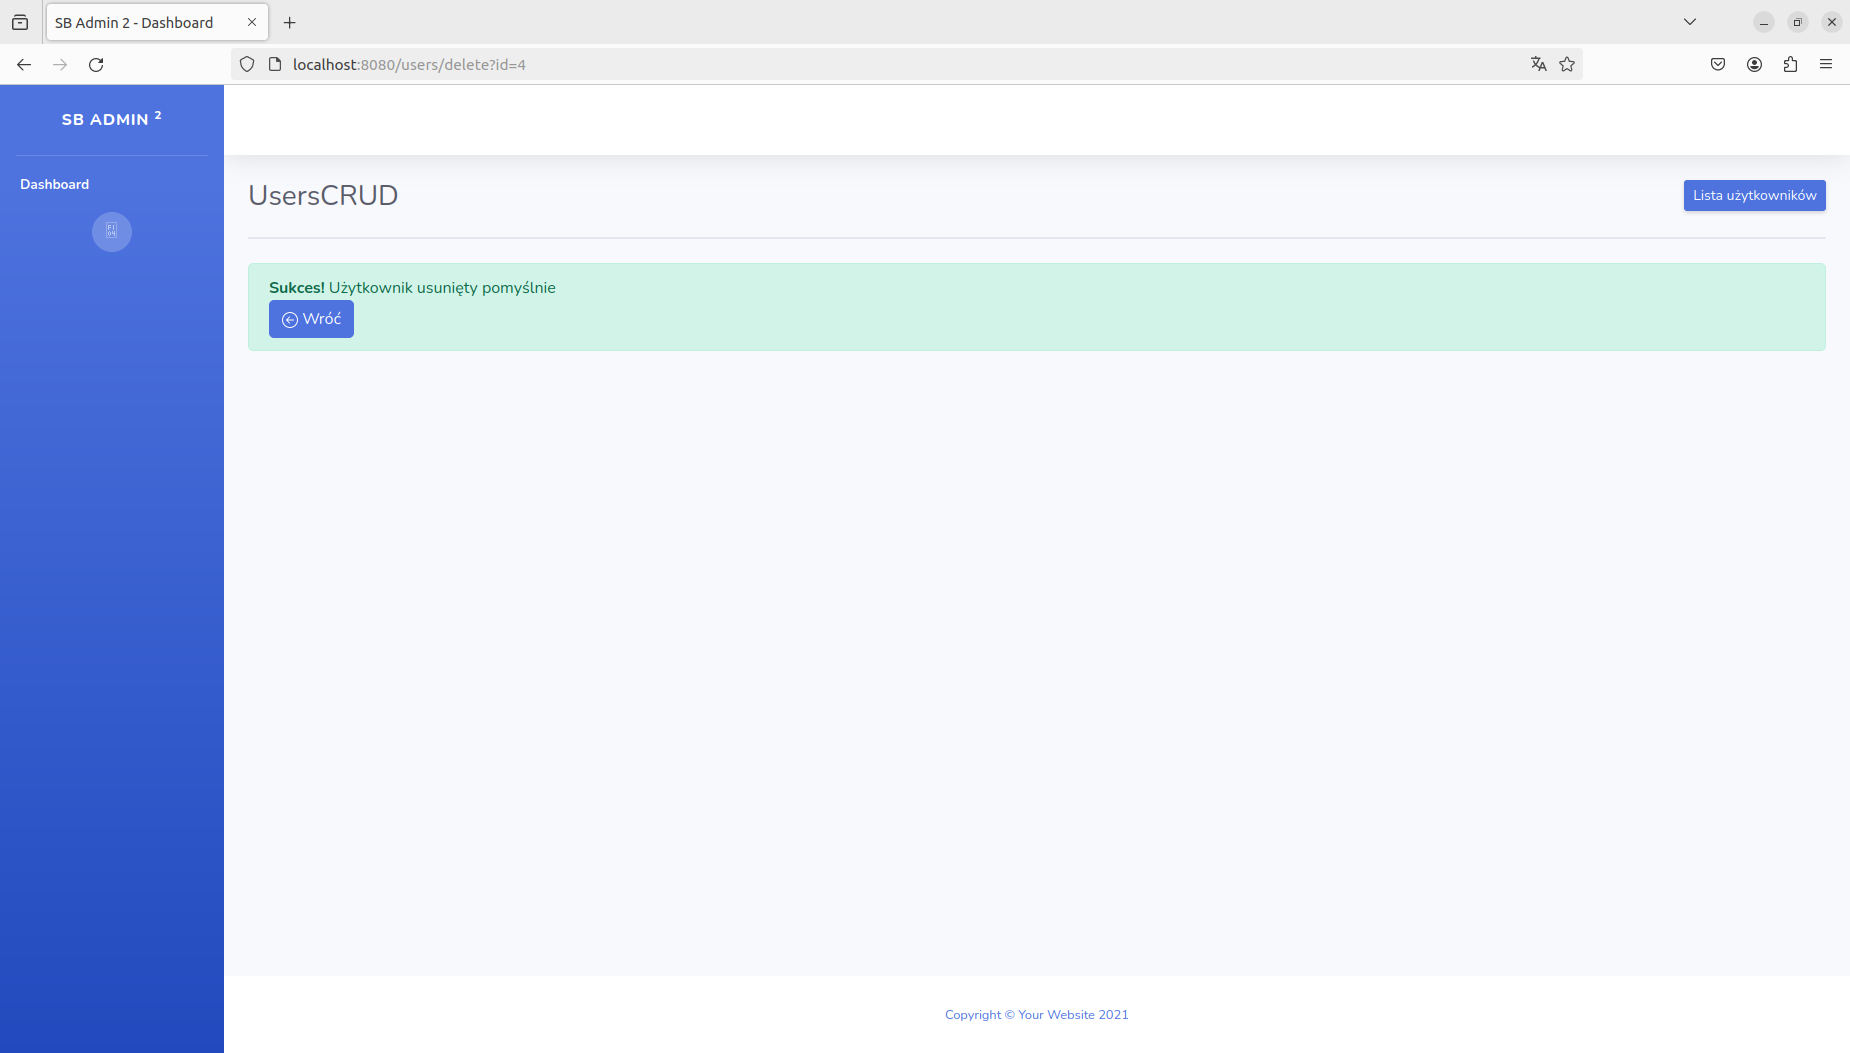 SB Admin 2 - Dashboard
localhost:8080/users/delete?id=4
SB ADMIN 2
Dashboard
UsersCRUD
Lista użytkowników
Sukces! Użytkownik usunięty pomyślnie
Wróć
Copyright © Your Website 2021